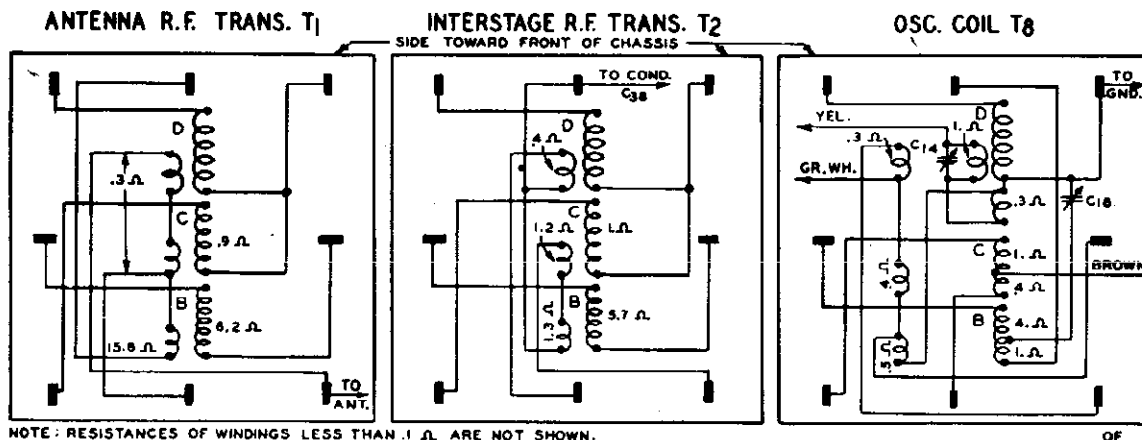 ANTENNA R.F. TRANS. T1
INTERSTAGE R.F. TRANS. T2
OSC. COIL T8
SIDE TOWARD FRONT OF CHASSIS
D
.3 Ω
C
.9 Ω
B
6.2 Ω
15.8 Ω
TO
ANT.
TO COND.
C38
D
.4 Ω
C
1.2 Ω
1 Ω
B
1.3 Ω
5.7 Ω
TO
GND.
YEL.
D
.3 Ω
C14
1. Ω
GR. WH.
.3 Ω
C18
C
1. Ω
BROWN
.4 Ω
.4 Ω
B
4. Ω
.5 Ω
1. Ω
NOTE: RESISTANCES OF WINDINGS LESS THAN .1 Ω ARE NOT SHOWN.
OF